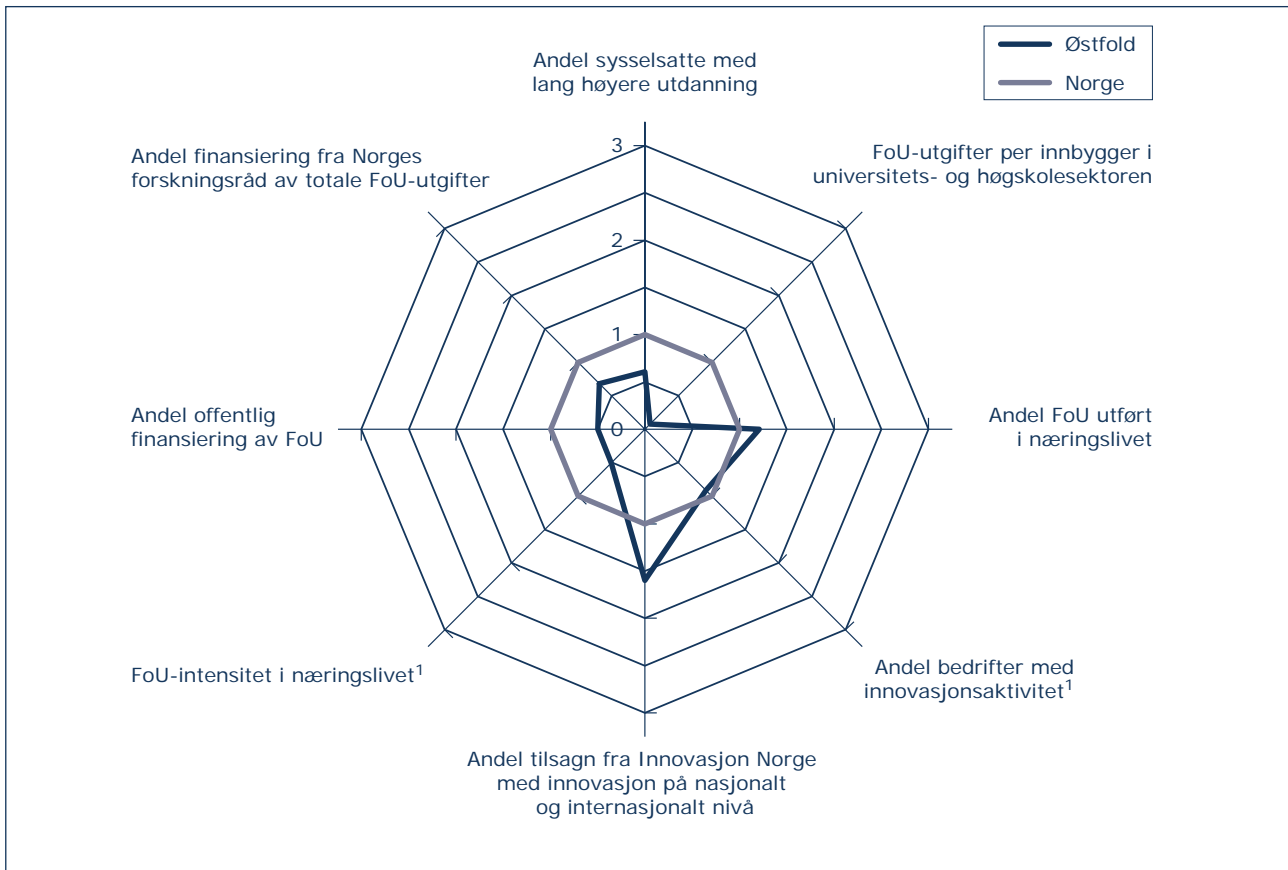 Østfold
Norge
Andel sysselsatte med
lang høyere utdanning
FoU-utgifter per innbygger i
universitets- og høgskolesektoren
Andel FoU utført
i næringslivet
Andel bedrifter med
innovasjonsaktivitet1
Andel tilsagn fra Innovasjon Norge
med innovasjon på nasjonalt
og internasjonalt nivå
FoU-intensitet i næringslivet1
Andel offentlig
finansiering av FoU
Andel finansiering fra Norges
forskningsråd av totale FoU-utgifter
3
2
1
0